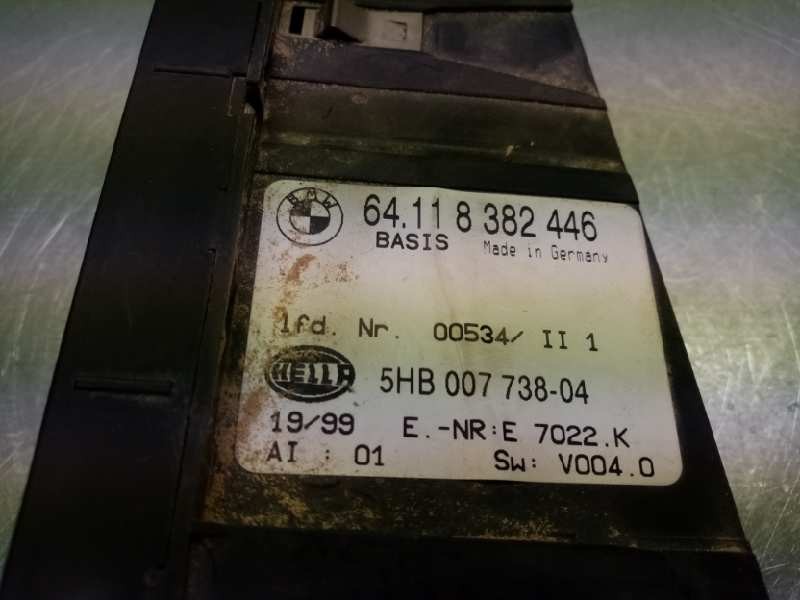 BMW
64.11 8 382 446
BASIS Made in Germany
lfd. Nr. 00534/ II 1
HELLA 5HB 007 738-04
19/99 E.-NR:E 7022.K
AI : 01 Sw: V004.0